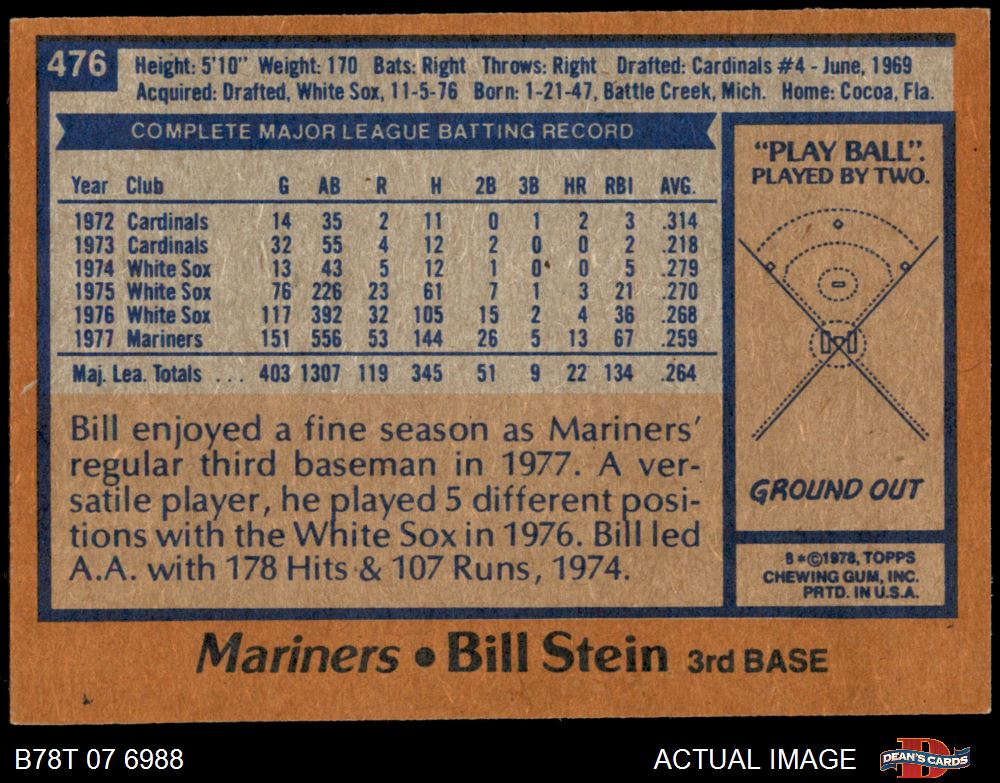 476
Height: 5'10" Weight: 170 Bats: Right Throws: Right Drafted: Cardinals #4 - June, 1969
Acquired: Drafted, White Sox, 11-5-76 Born: 1-21-47, Battle Creek, Mich. Home: Cocoa, Fla.
COMPLETE MAJOR LEAGUE BATTING RECORD
Year Club G AB R H 2B 3B HR RBI AVG.
1972 Cardinals 14 35 2 11 0 1 2 3 .314
1973 Cardinals 32 55 4 12 2 0 0 2 .218
1974 White Sox 13 43 5 12 1 0 0 5 .279
1975 White Sox 76 226 23 61 7 1 3 21 .270
1976 White Sox 117 392 32 105 15 2 4 36 .268
1977 Mariners 151 556 53 144 26 5 13 67 .259
Maj. Lea. Totals ... 403 1307 119 345 51 9 22 134 .264
Bill enjoyed a fine season as Mariners'
regular third baseman in 1977. A ver-
satile player, he played 5 different posi-
tions with the White Sox in 1976. Bill led
A.A. with 178 Hits & 107 Runs, 1974.
"PLAY BALL".
PLAYED BY TWO.
GROUND OUT
B*©1978, TOPPS
CHEWING GUM, INC.
PRTD. IN U.S.A.
Mariners • Bill Stein 3rd BASE
B78T 07 6988
ACTUAL IMAGE
DEAN'S CARDS